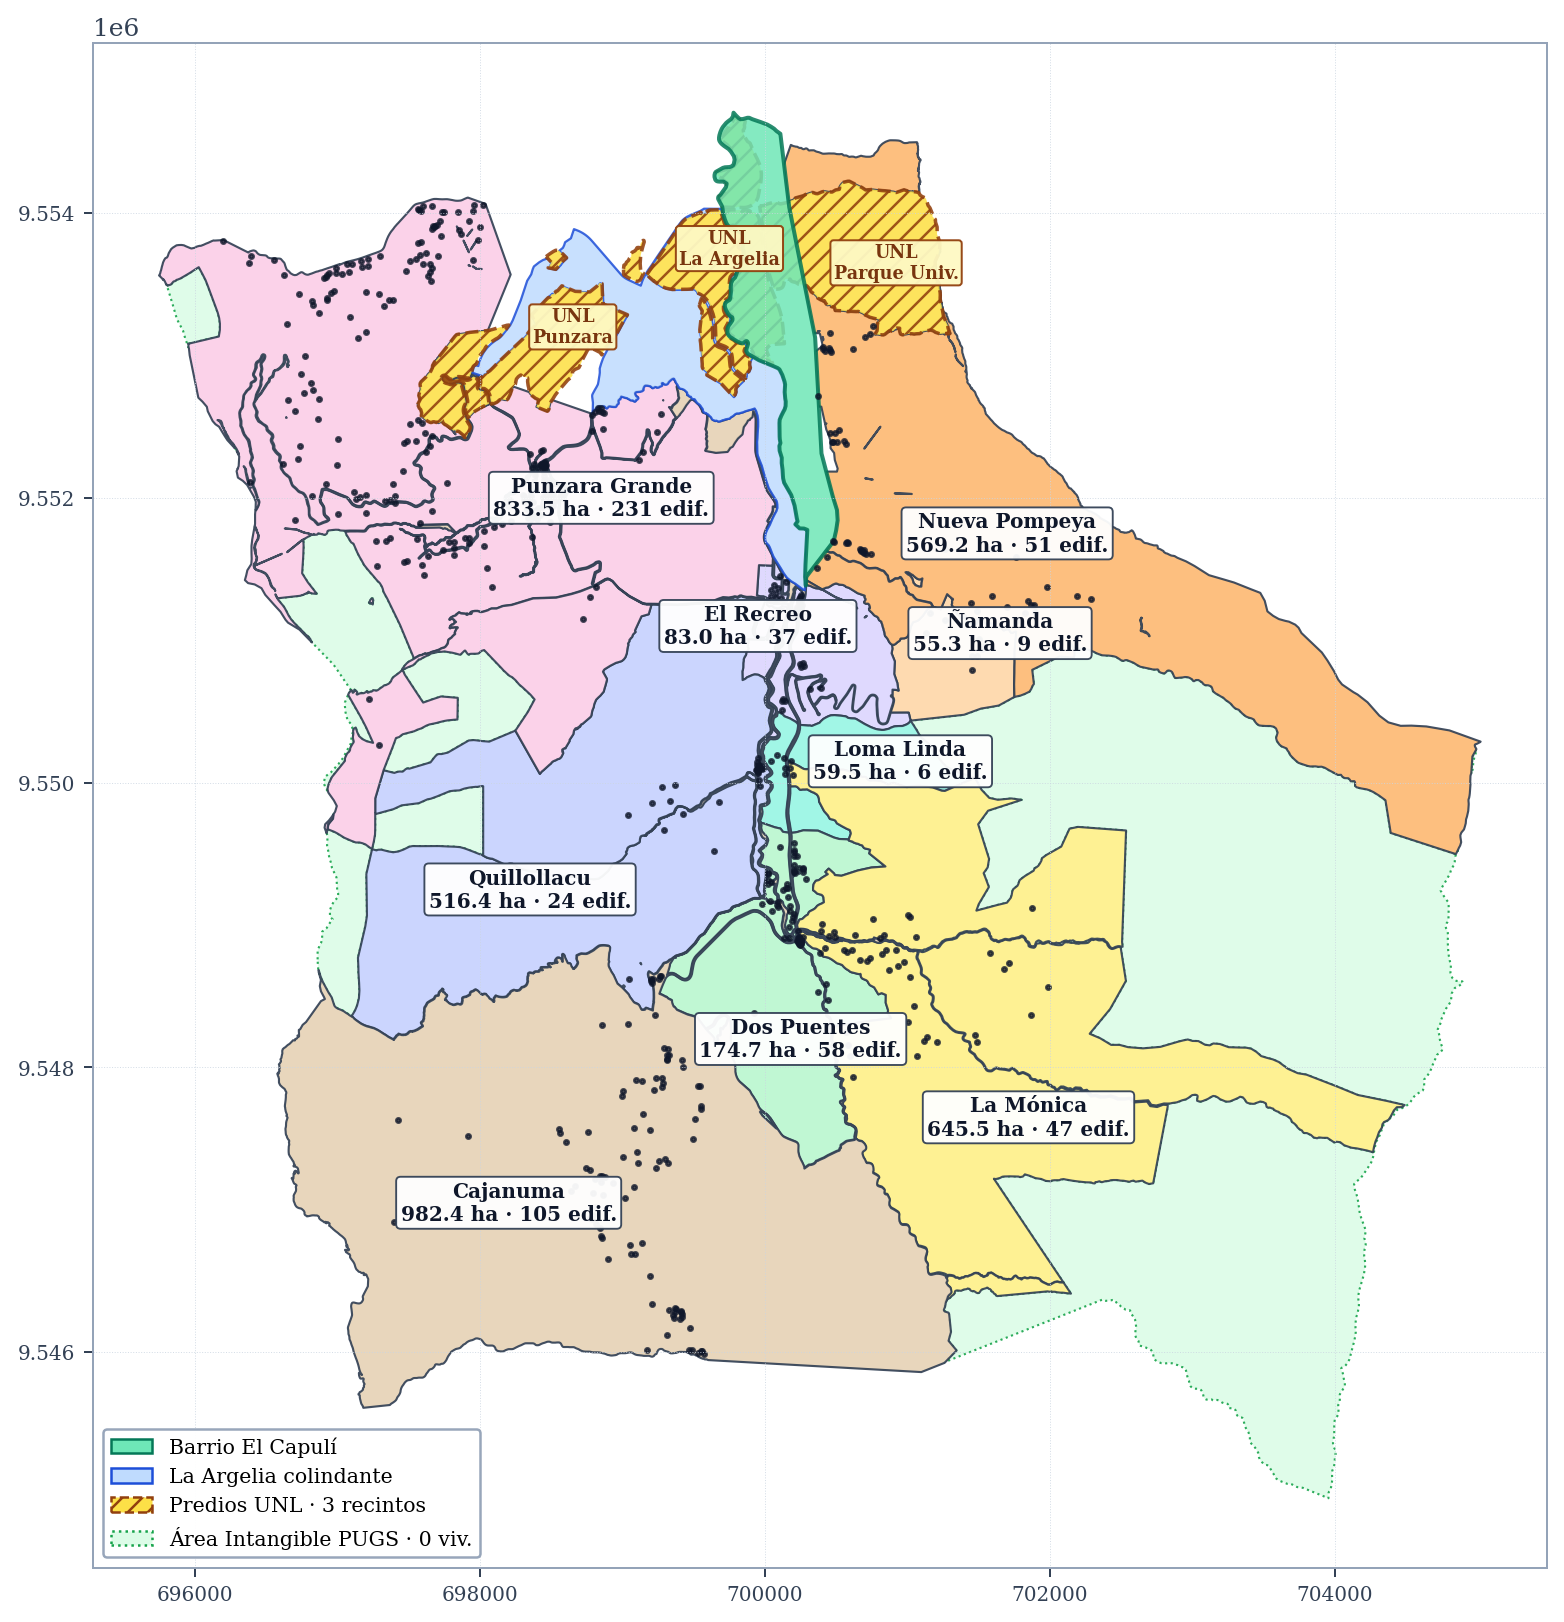 1e6
9.554
9.552
9.550
9.548
9.546
UNL
La Argelia
UNL
Parque Univ.
UNL
Punzara
Punzara Grande
833.5 ha · 231 edif.
Nueva Pompeya
569.2 ha · 51 edif.
El Recreo
83.0 ha · 37 edif.
Ñamanda
55.3 ha · 9 edif.
Loma Linda
59.5 ha · 6 edif.
Quillollacu
516.4 ha · 24 edif.
Dos Puentes
174.7 ha · 58 edif.
La Mónica
645.5 ha · 47 edif.
Cajanuma
982.4 ha · 105 edif.
Barrio El Capulí
La Argelia colindante
Predios UNL · 3 recintos
Área Intangible PUGS · 0 viv.
696000
698000
700000
702000
704000